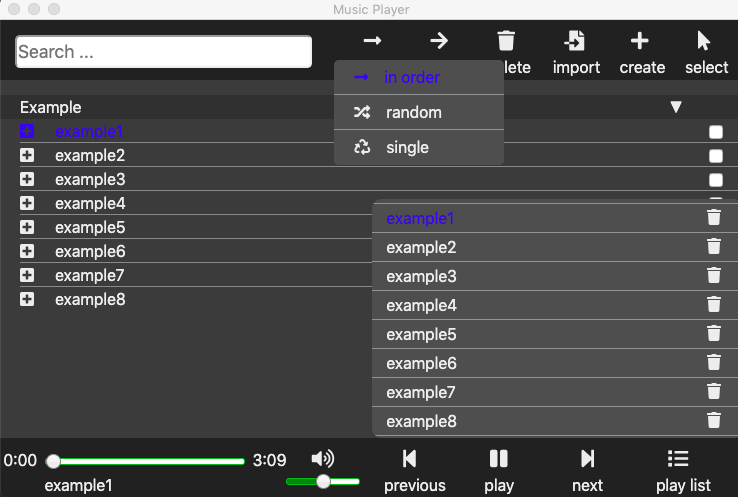 Music Player
Search ...
lete import create select
in order
random
single
Example
example1
example2
example3
example4
example5
example6
example7
example8
example1
example2
example3
example4
example5
example6
example7
example8
0:00 3:09
example1
previous play next play list